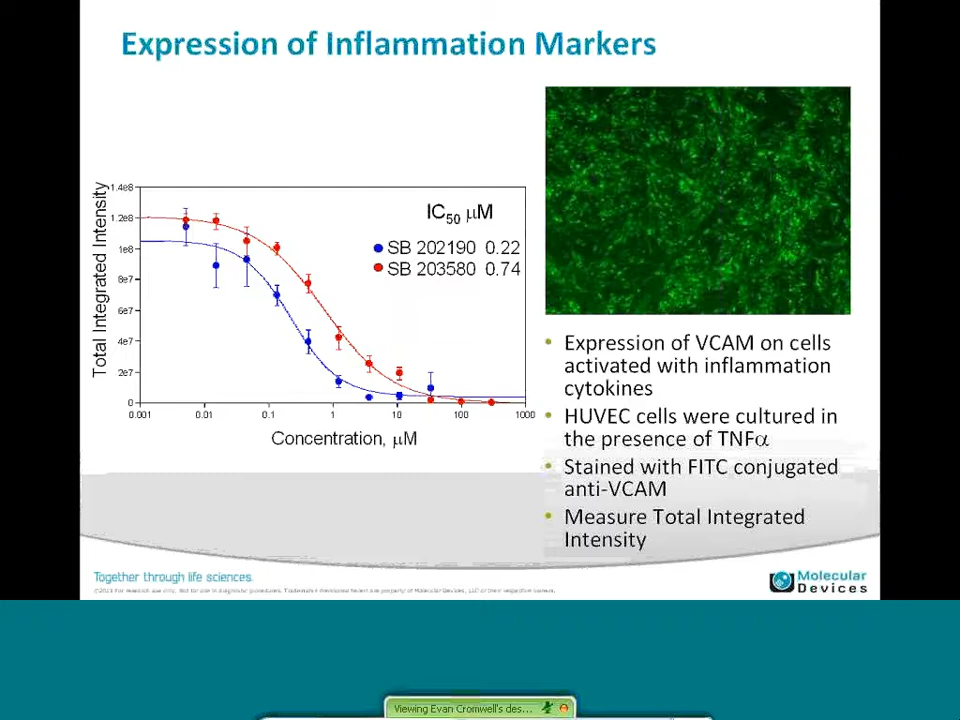 Expression of Inflammation Markers
Total Integrated Intensity
1.4e8
1.2e8
1e8
8e7
6e7
4e7
2e7
0
0.001
0.01
0.1
1
10
100
1000
Concentration, μM
IC50 μM
SB 202190 0.22
SB 203580 0.74
• Expression of VCAM on cells
activated with inflammation
cytokines
• HUVEC cells were cultured in
the presence of TNFα
• Stained with FITC conjugated
anti-VCAM
• Measure Total Integrated
Intensity
Together through life sciences.
Molecular
Devices
Viewing Evan Cromwell's des...